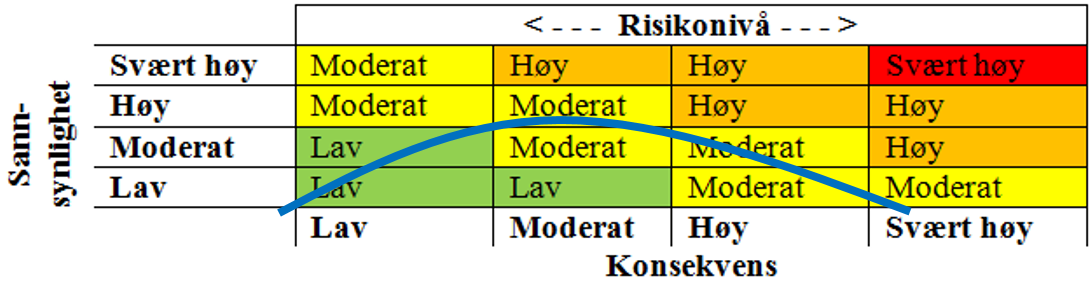 < - - - Risikonivå - - - >
Sann-
synlighet
Svært høy Moderat Høy Høy Svært høy
Høy Moderat Moderat Høy Høy
Moderat Lav Moderat Moderat Høy
Lav Lav Lav Moderat Moderat
Lav Moderat Høy Svært høy
Konsekvens